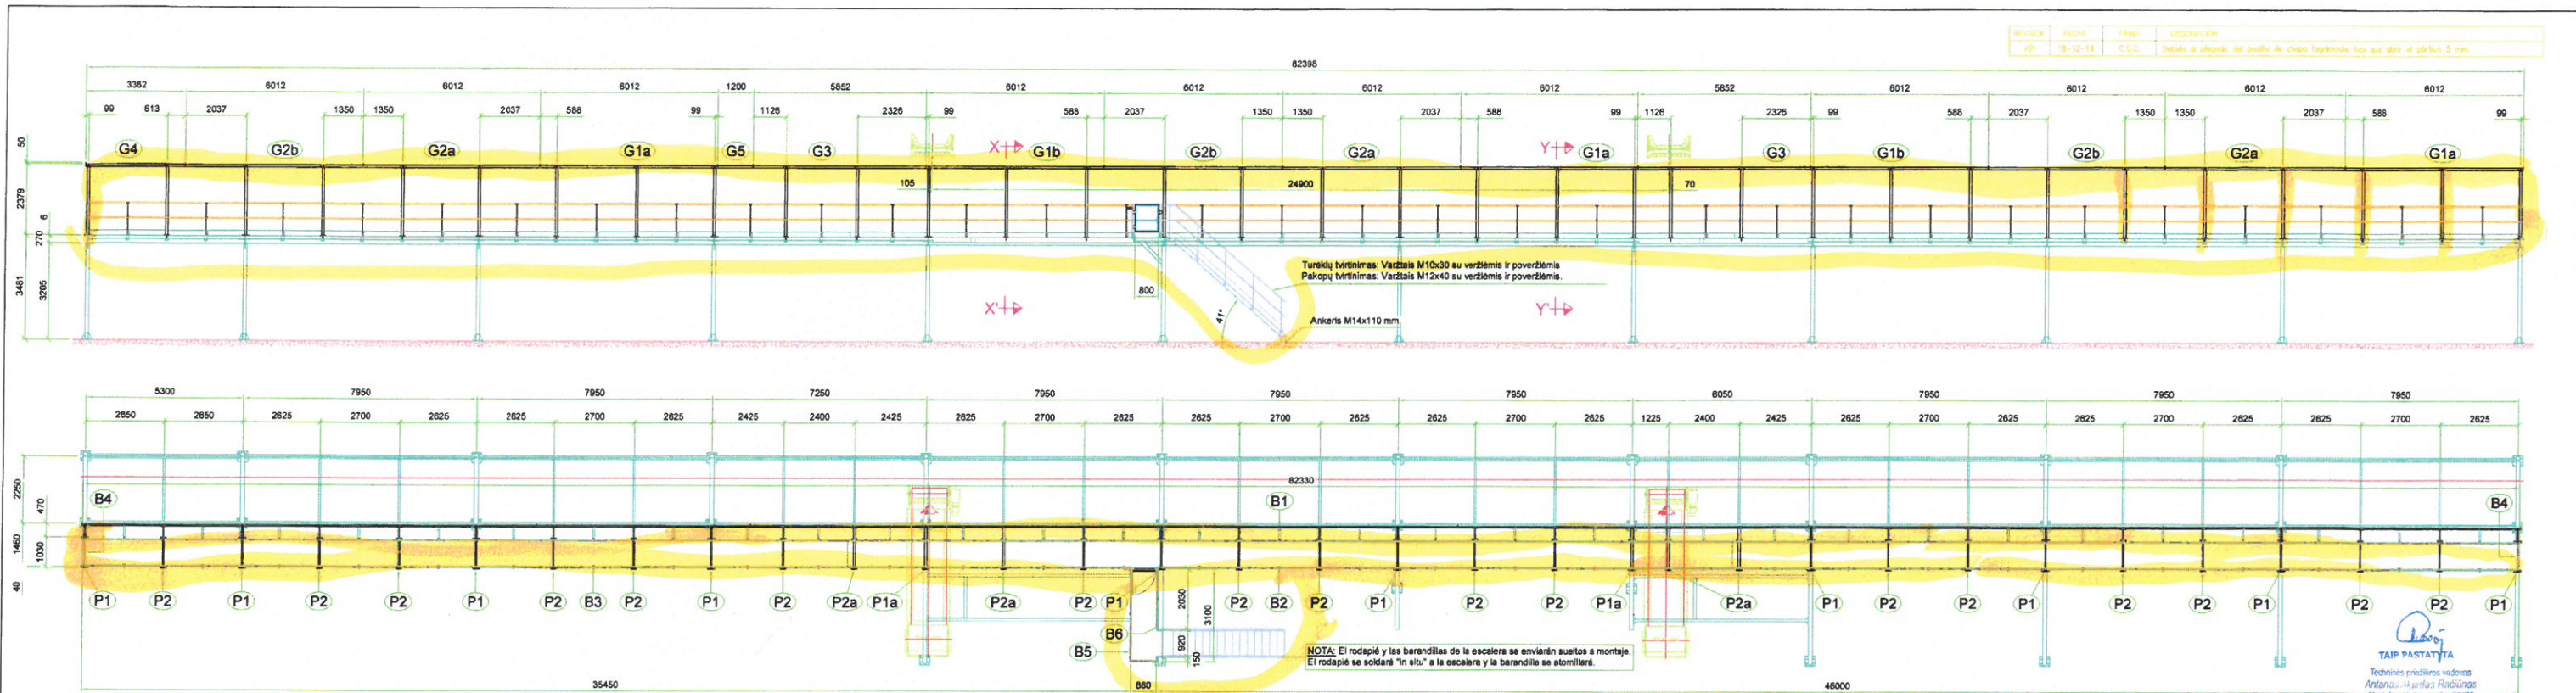 REVISION FECHA FIRMA DESCRIPCION
C.C.C.
82398
3362 6012 6012 6012 1200 5852 6012 6012 6012 6012 5852 6012 6012 6012 6012
99 613 2037 1350 1350 2037 588 99 1126 2326 99 588 2037 1350 1350 2037 588 99 1126 2325 99 588 2037 1350 1350 2037 588 99
50
G4 G2b G2a G1a G5 G3 X G1b G2b G2a Y G1a G3 G1b G2b G2a G1a
105 24900 70
2379
6
270
3481
3205
Turėklų tvirtinimas: Varžtais M10x30 su veržlėmis ir poveržlėmis
Pakopų tvirtinimas: Varžtais M12x40 su veržlėmis ir poveržlėmis.
800
X' Y'
41°
Ankeris M14x110 mm.
5300 7950 7950 7250 7950 7950 7950 8050 7950 7950 7950
2650 2650 2625 2700 2625 2625 2700 2625 2425 2400 2425 2625 2700 2625 2625 2700 2625 2625 2700 2625 1225 2400 2425 2625 2700 2625 2625 2700 2625 2625 2700 2625
2250
82330
B4 B1 B4
470
1460
1030
40
P1 P2 P1 P2 P2 P1 P2 B3 P2 P1 P2 P2a P1a P2a P2 P1 P2 B2 P2 P1 P2 P2 P1a P2a P1 P2 P2 P1 P2 P2 P1 P2 P2 P1
2030
3100
B6
B5
920
150
NOTA: El rodapié y las barandillas de la escalera se enviarán sueltos a montaje.
El rodapié se soldará "in situ" a la escalera y la barandilla se atornillará.
TAIP PASTATYTA
Techninės priežiūros vadovas
Antanas
35450 880 46000